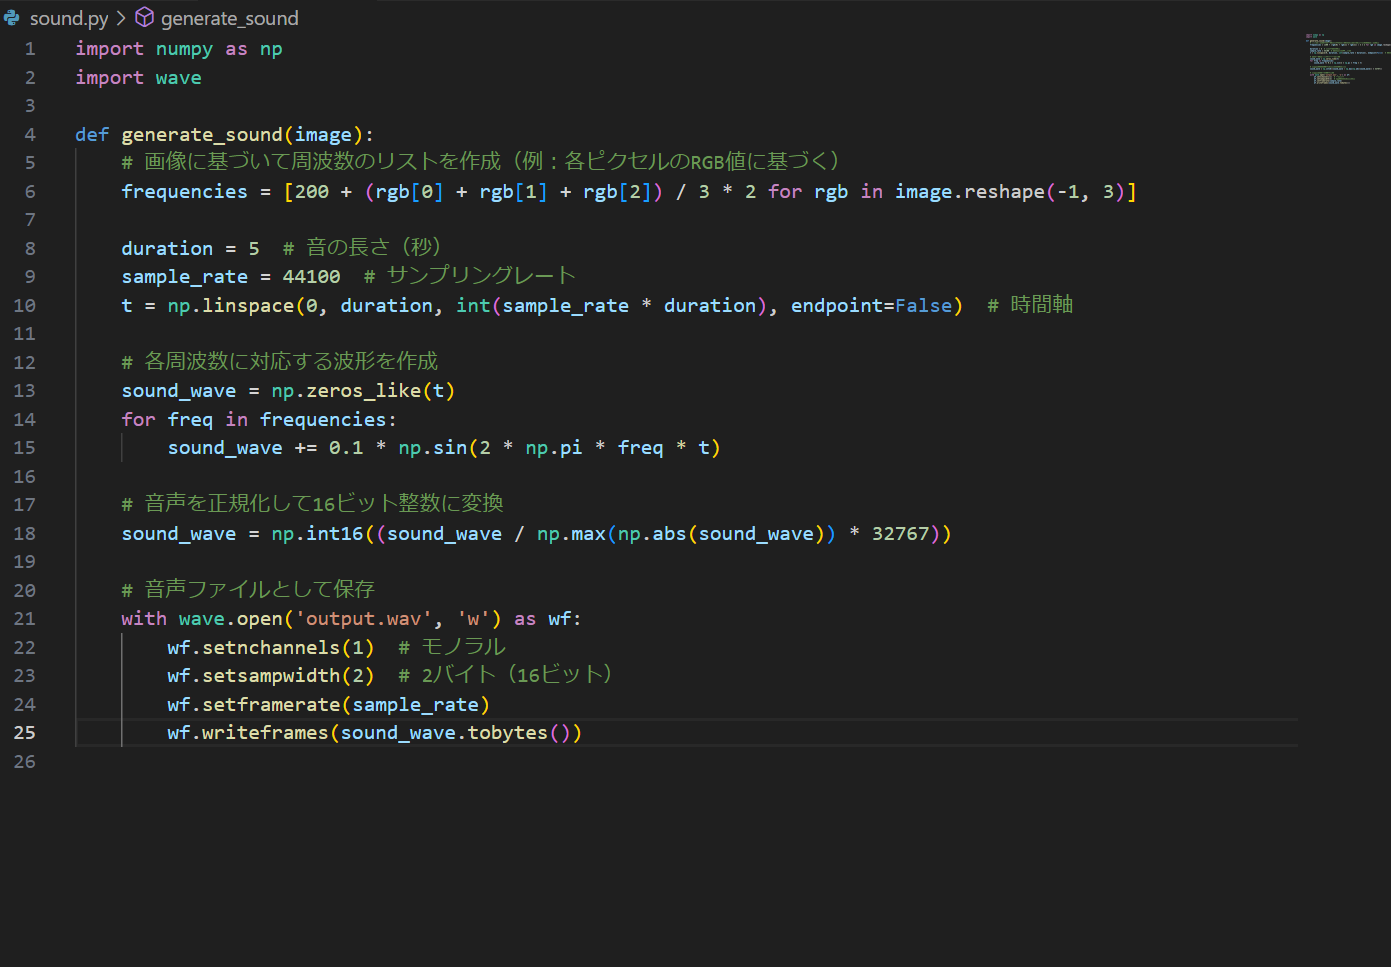 sound.py > generate_sound
1 import numpy as np
2 import wave
3
4 def generate_sound(image):
5     # 画像に基づいて周波数のリストを作成（例：各ピクセルのRGB値に基づく）
6     frequencies = [200 + (rgb[0] + rgb[1] + rgb[2]) / 3 * 2 for rgb in image.reshape(-1, 3)]
7
8     duration = 5  # 音の長さ（秒）
9     sample_rate = 44100  # サンプリングレート
10     t = np.linspace(0, duration, int(sample_rate * duration), endpoint=False)  # 時間軸
11
12     # 各周波数に対応する波形を作成
13     sound_wave = np.zeros_like(t)
14     for freq in frequencies:
15         sound_wave += 0.1 * np.sin(2 * np.pi * freq * t)
16
17     # 音声を正規化して16ビット整数に変換
18     sound_wave = np.int16((sound_wave / np.max(np.abs(sound_wave)) * 32767))
19
20     # 音声ファイルとして保存
21     with wave.open('output.wav', 'w') as wf:
22         wf.setnchannels(1)  # モノラル
23         wf.setsampwidth(2)  # 2バイト（16ビット）
24         wf.setframerate(sample_rate)
25         wf.writeframes(sound_wave.tobytes())
26